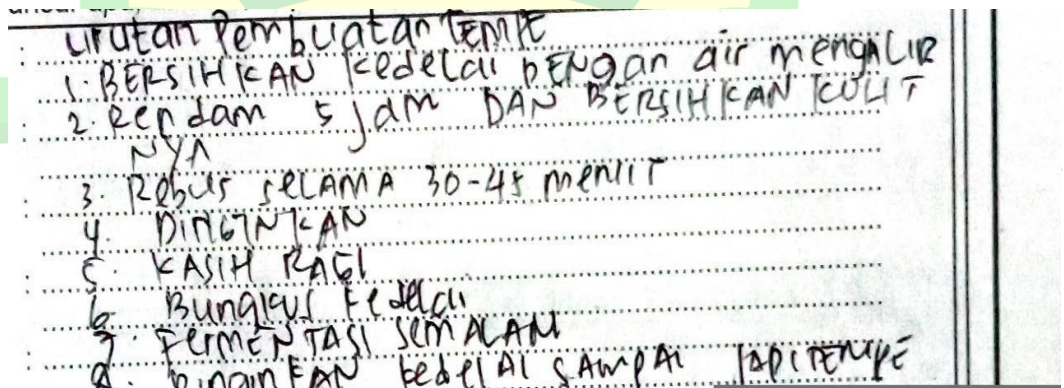 urutan Pembuatan TEMPE
1. BERSIHKAN kedelai DENgan air mengALIR
2. Rendam 5 jam DAN BERSIHKAN KULIT
NYA
3. Rebus selAMA 30-45 menIT
4. DINGINKAN
5. KASIH RAGI
6. Bungkus kedelai
7. FerMENTASI semALAM
8. DinginKAN kedelAI sAmpAI